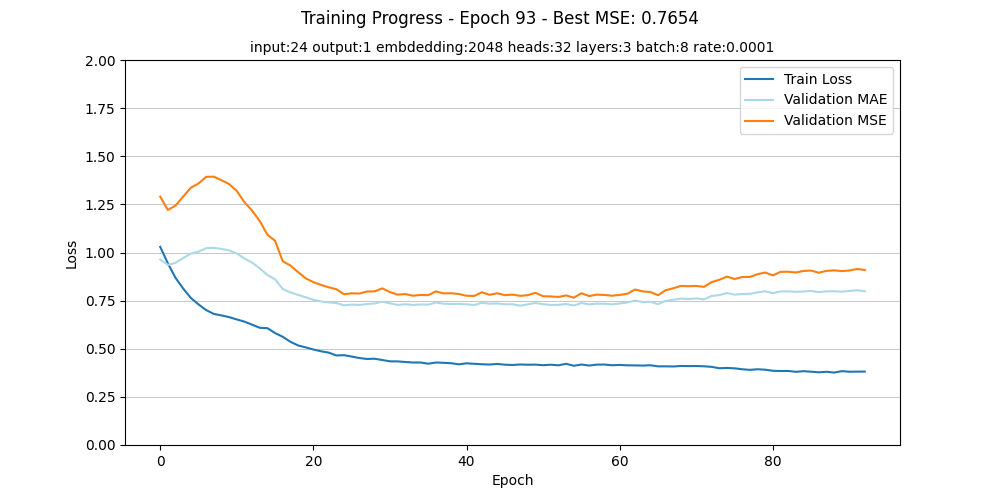 Training Progress - Epoch 93 - Best MSE: 0.7654
input:24 output:1 embdedding:2048 heads:32 layers:3 batch:8 rate:0.0001
Train Loss
Validation MAE
Validation MSE
2.00
1.75
1.50
1.25
1.00
0.75
0.50
0.25
0.00
Loss
0 20 40 60 80
Epoch